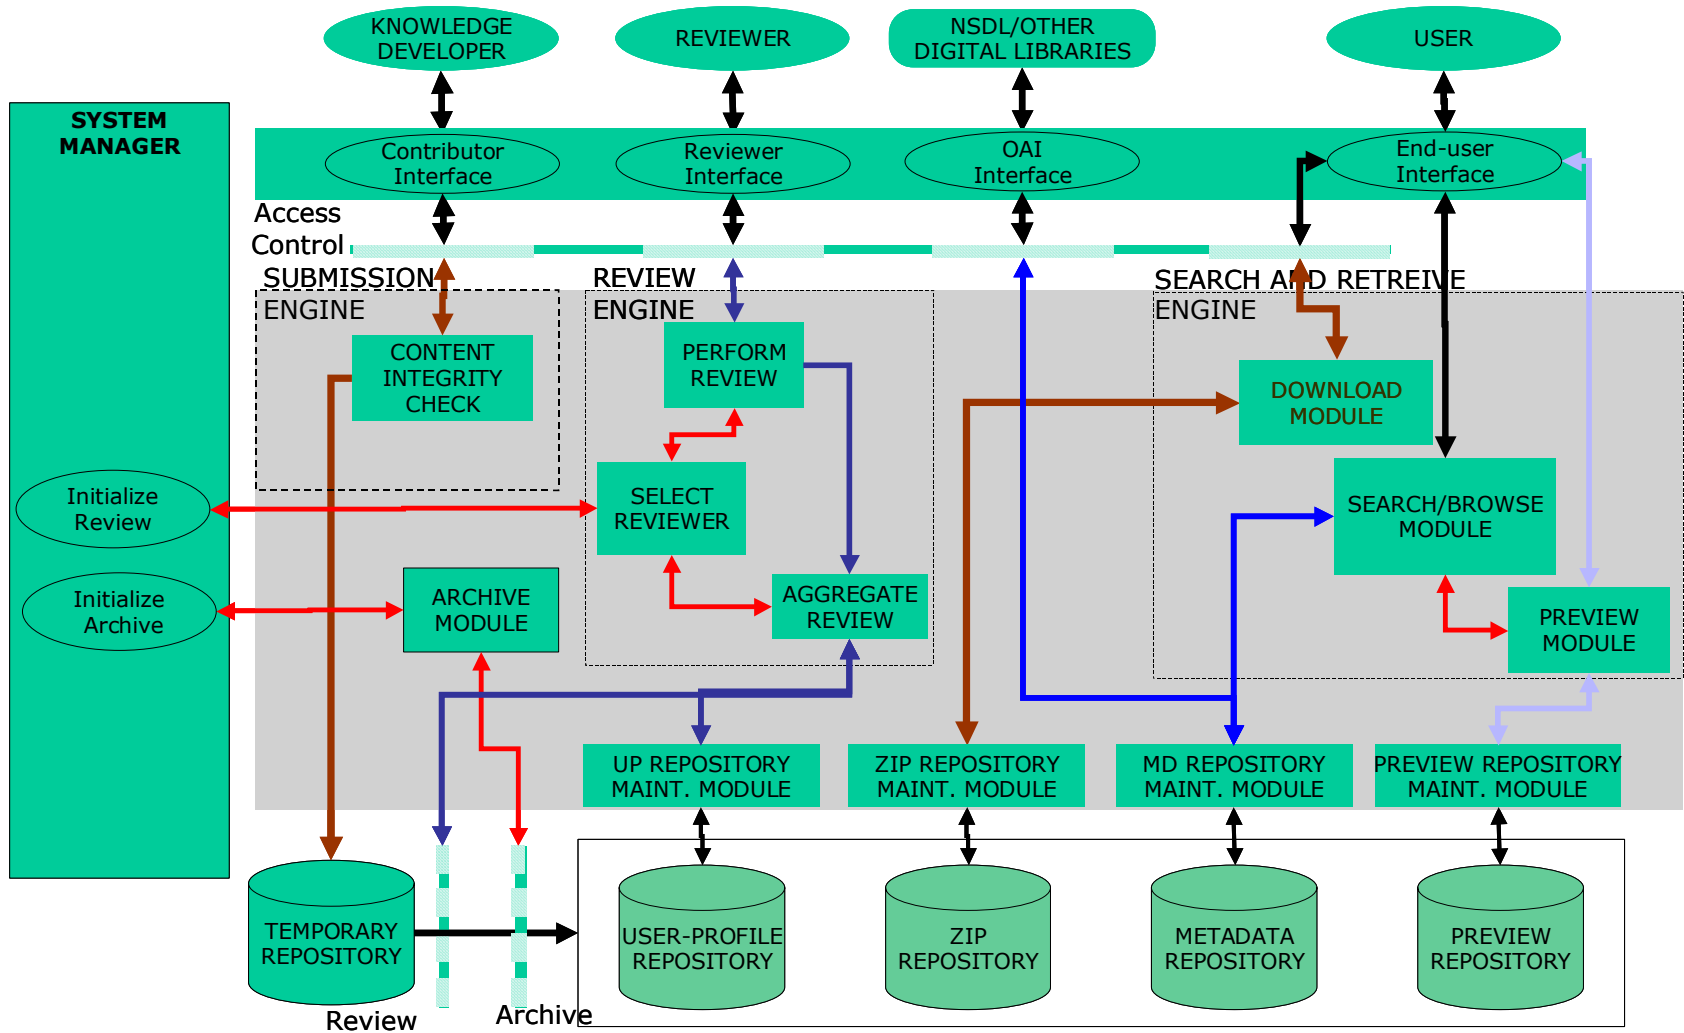 KNOWLEDGE
DEVELOPER
REVIEWER
NSDL/OTHER
DIGITAL LIBRARIES
USER
SYSTEM
MANAGER
Contributor
Interface
Reviewer
Interface
OAI
Interface
End-user
Interface
Access
Control
SUBMISSION
ENGINE
REVIEW
ENGINE
SEARCH AND RETREIVE
ENGINE
CONTENT
INTEGRITY
CHECK
PERFORM
REVIEW
DOWNLOAD
MODULE
Initialize
Review
SELECT
REVIEWER
SEARCH/BROWSE
MODULE
Initialize
Archive
ARCHIVE
MODULE
AGGREGATE
REVIEW
PREVIEW
MODULE
UP REPOSITORY
MAINT. MODULE
ZIP REPOSITORY
MAINT. MODULE
MD REPOSITORY
MAINT. MODULE
PREVIEW REPOSITORY
MAINT. MODULE
TEMPORARY
REPOSITORY
USER-PROFILE
REPOSITORY
ZIP
REPOSITORY
METADATA
REPOSITORY
PREVIEW
REPOSITORY
Review
Archive